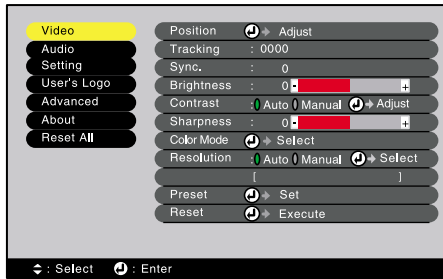 Video
Audio
Setting
User's Logo
Advanced
About
Reset All
Position Adjust
Tracking : 0000
Sync. : 0
Brightness : 0 - +
Contrast : Auto Manual Adjust
Sharpness : 0 - +
Color Mode Select
Resolution : Auto Manual Select
[ ]
Preset Set
Reset Execute
: Select : Enter